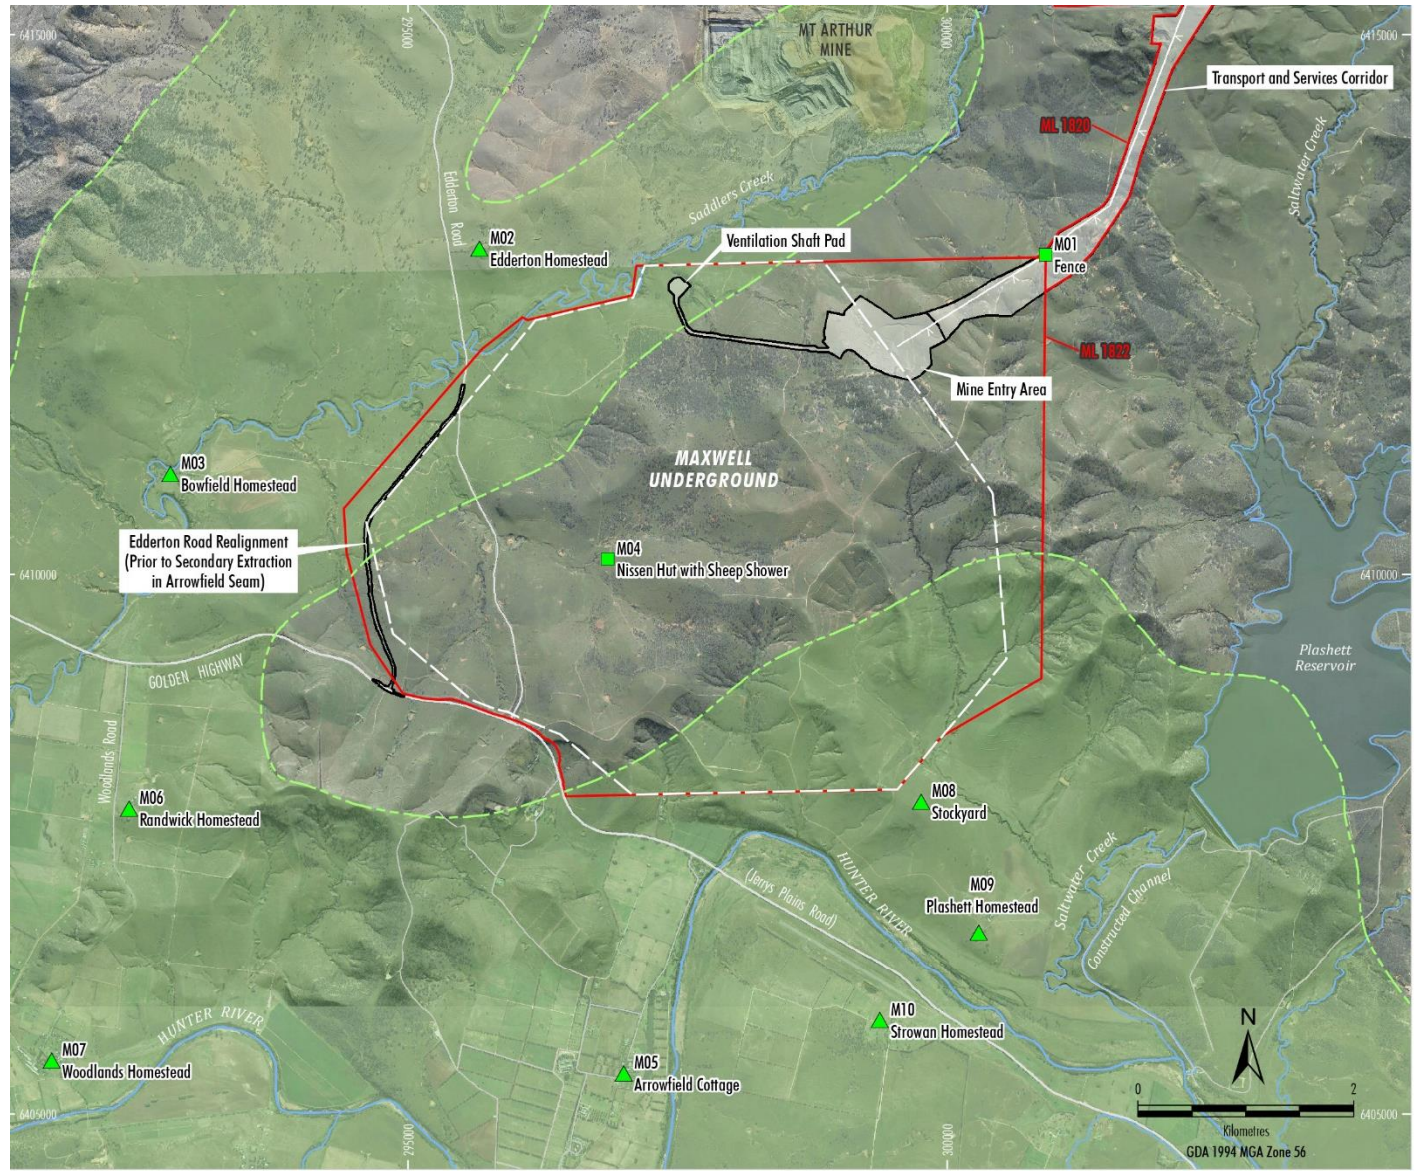 6415000
295000
MT ARTHUR
MINE
300000
6415000
Transport and Services Corridor
ML 1820
Saltwater Creek
Edderton Road
Saddlers Creek
M02
Edderton Homestead
Ventilation Shaft Pad
M01
Fence
ML 1822
Mine Entry Area
M03
Bowfield Homestead
MAXWELL
UNDERGROUND
Edderton Road Realignment
(Prior to Secondary Extraction
in Arrowfield Seam)
M04
Nissen Hut with Sheep Shower
6410000
6410000
GOLDEN HIGHWAY
Plashett
Reservoir
Woodlands Road
M06
Randwick Homestead
M08
Stockyard
HUNTER RIVER
(Jerrys Plains Road)
M09
Plashett Homestead
Saltwater Creek
Constructed Channel
HUNTER RIVER
M10
Strowan Homestead
M07
Woodlands Homestead
M05
Arrowfield Cottage
N
0
2
6405000
6405000
Kilometres
GDA 1994 MGA Zone 56
295000
300000